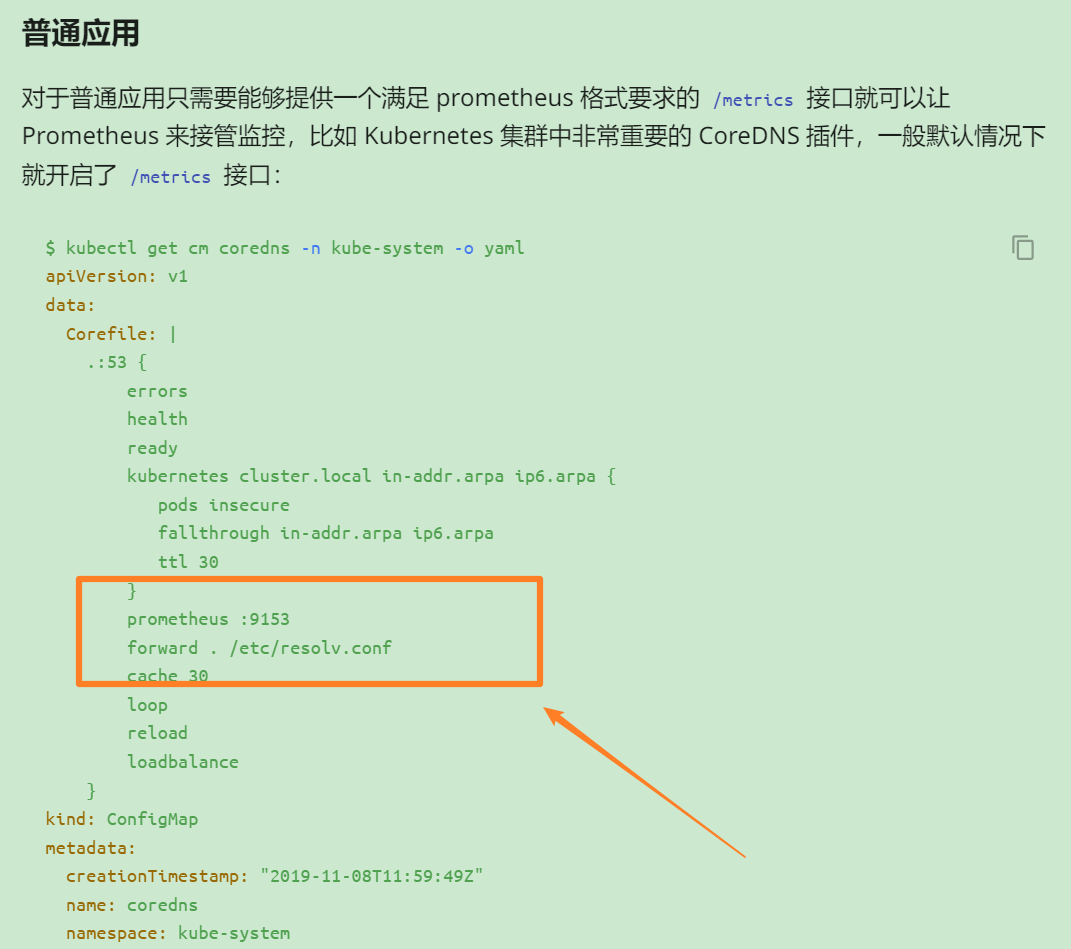 普通应用
对于普通应用只需要能够提供一个满足 prometheus 格式要求的 /metrics 接口就可以让
Prometheus 来接管监控，比如 Kubernetes 集群中非常重要的 CoreDNS 插件，一般默认情况下
就开启了 /metrics 接口：
$ kubectl get cm coredns -n kube-system -o yaml
apiVersion: v1
data:
  Corefile: |
    .:53 {
        errors
        health
        ready
        kubernetes cluster.local in-addr.arpa ip6.arpa {
           pods insecure
           fallthrough in-addr.arpa ip6.arpa
           ttl 30
        }
        prometheus :9153
        forward . /etc/resolv.conf
        cache 30
        loop
        reload
        loadbalance
    }
kind: ConfigMap
metadata:
  creationTimestamp: "2019-11-08T11:59:49Z"
  name: coredns
  namespace: kube-system